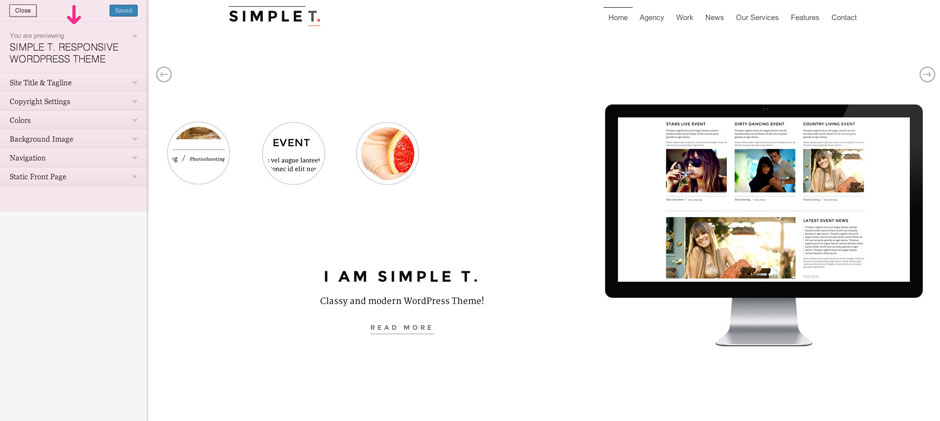 Close
Saved
You are previewing
SIMPLE T. RESPONSIVE
WORDPRESS THEME
Site Title & Tagline
Copyright Settings
Colors
Background Image
Navigation
Static Front Page
SIMPLE T.
Home Agency Work News Our Services Features Contact
g / Photoshooting
EVENT
vel augue laoreet
onec id elit no
I AM SIMPLE T.
Classy and modern WordPress Theme!
READ MORE
STARS LIVE EVENT DIRTY DANCING EVENT COUNTRY LIVING EVENT
LATEST EVENT NEWS